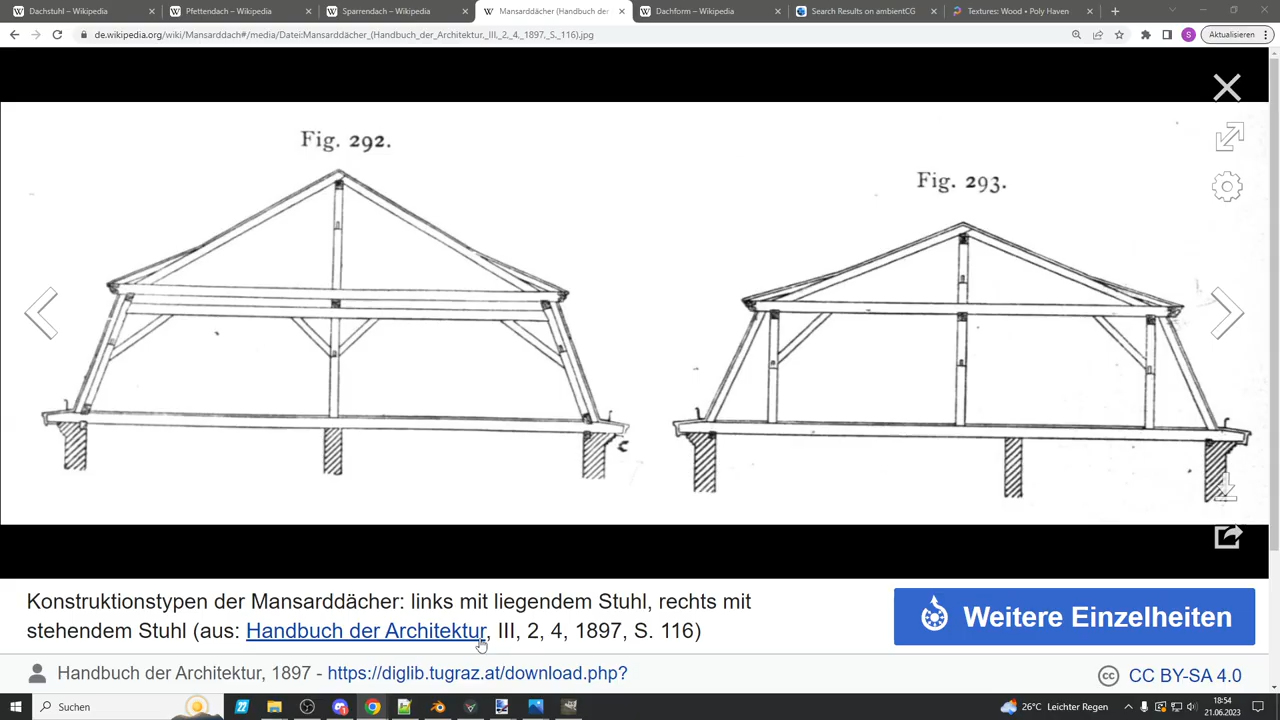 Dachstuhl – Wikipedia
Pfettendach – Wikipedia
Sparrendach – Wikipedia
Mansarddächer (Handbuch der
Dachform – Wikipedia
Search Results on ambientCG
Textures: Wood • Poly Haven
de.wikipedia.org/wiki/Mansarddach#/media/Datei:Mansarddächer_(Handbuch_der_Architektur,_III,_2,_4,_1897,_S._116).jpg
S
Aktualisieren
Fig. 292.
Fig. 293.
Konstruktionstypen der Mansarddächer: links mit liegendem Stuhl, rechts mit
stehendem Stuhl (aus: Handbuch der Architektur, III, 2, 4, 1897, S. 116)
Weitere Einzelheiten
Handbuch der Architektur, 1897 - https://diglib.tugraz.at/download.php?
cc CC BY-SA 4.0
Suchen
26°C Leichter Regen
18:54
21.06.2023